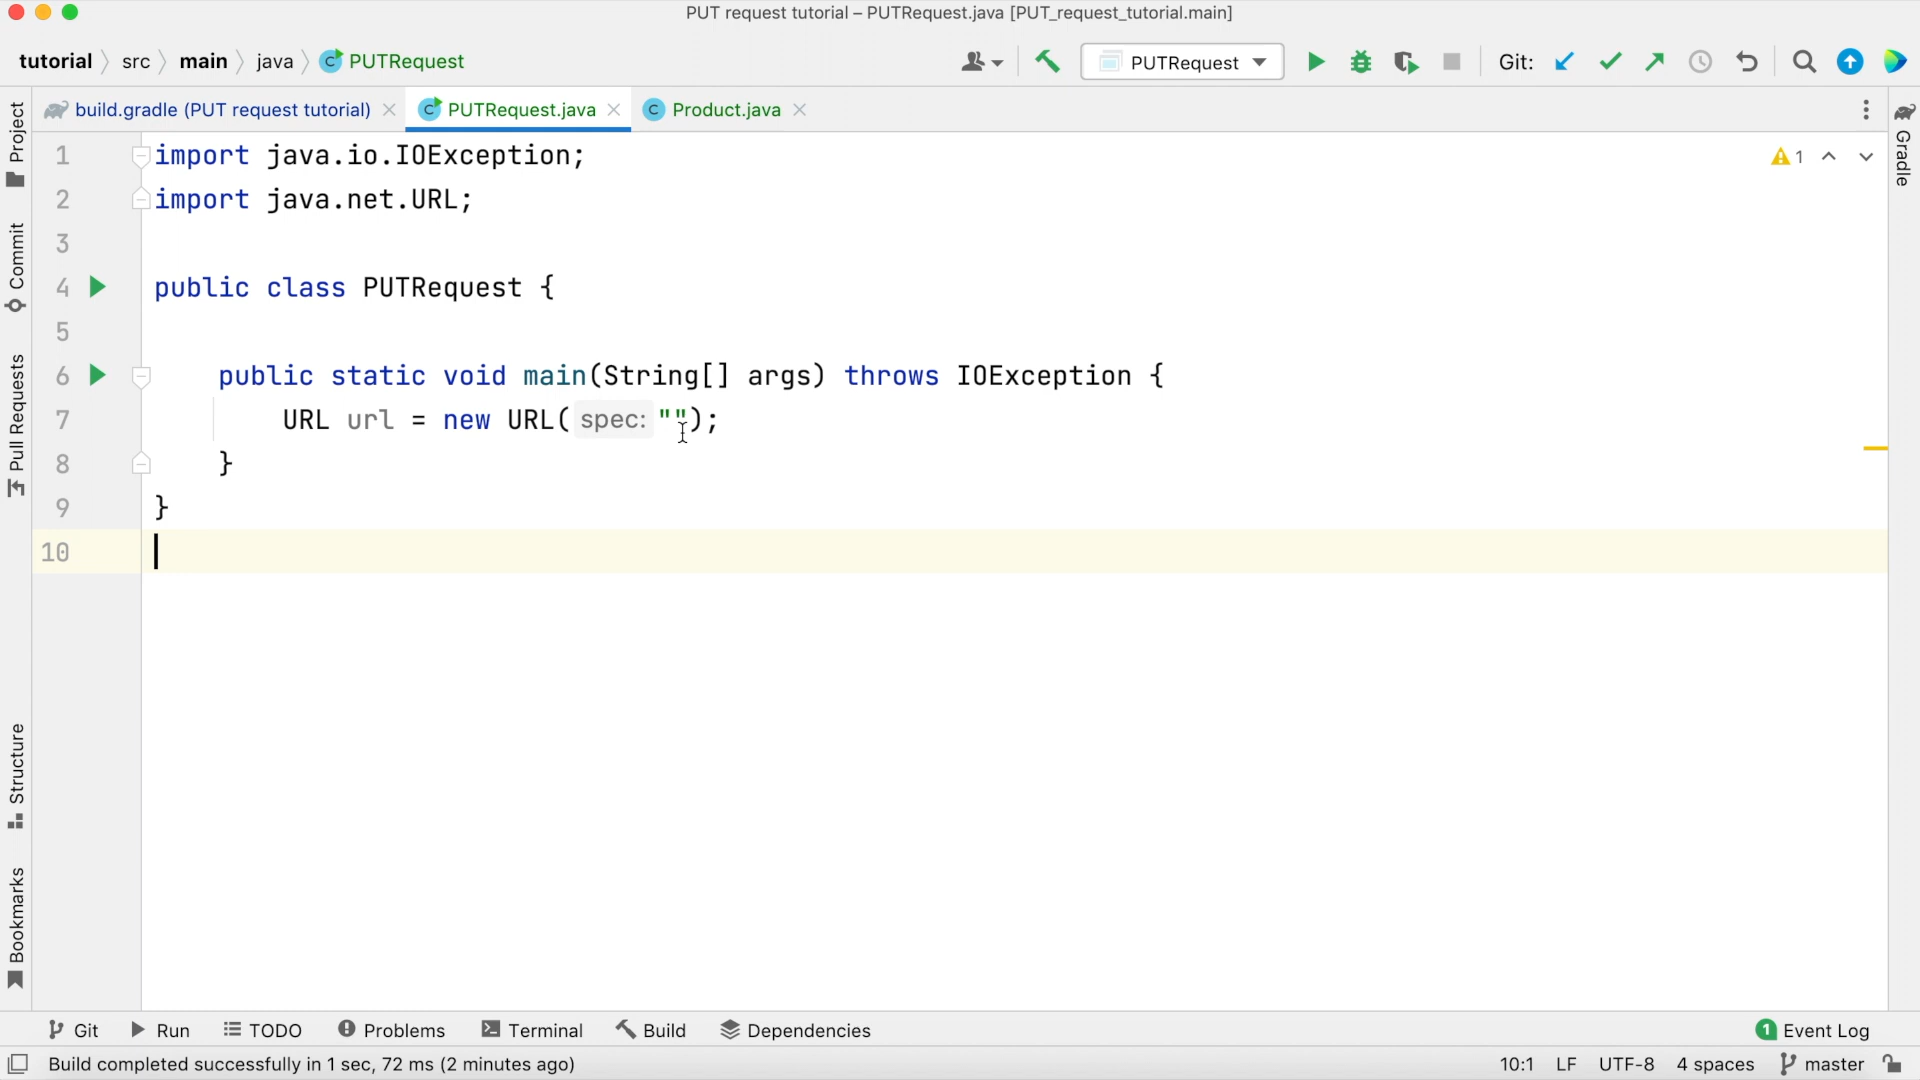 PUT request tutorial – PUTRequest.java [PUT_request_tutorial.main]
tutorial src main java C PUTRequest PUTRequest Git:
build.gradle (PUT request tutorial) C PUTRequest.java C Product.java
Project
Commit
Pull Requests
Structure
Bookmarks
Gradle
1 import java.io.IOException; 1
2 import java.net.URL;
3
4 public class PUTRequest {
5
6 public static void main(String[] args) throws IOException {
7 URL url = new URL( spec: "");
8 }
9 }
10
Git Run TODO Problems Terminal Build Dependencies 1 Event Log
Build completed successfully in 1 sec, 72 ms (2 minutes ago) 10:1 LF UTF-8 4 spaces master